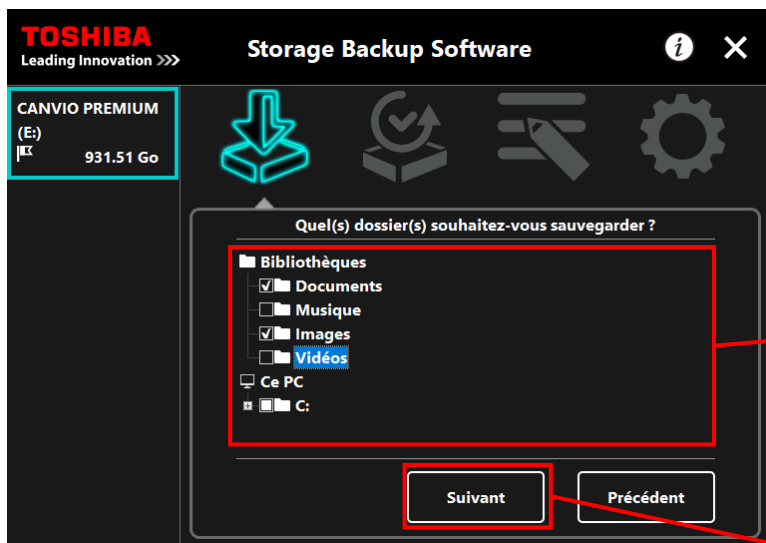 TOSHIBA
Leading Innovation >>>
Storage Backup Software
i
CANVIO PREMIUM
(E:)
931.51 Go
Quel(s) dossier(s) souhaitez-vous sauvegarder ?
Bibliothèques
Documents
Musique
Images
Vidéos
Ce PC
C:
Suivant
Précédent